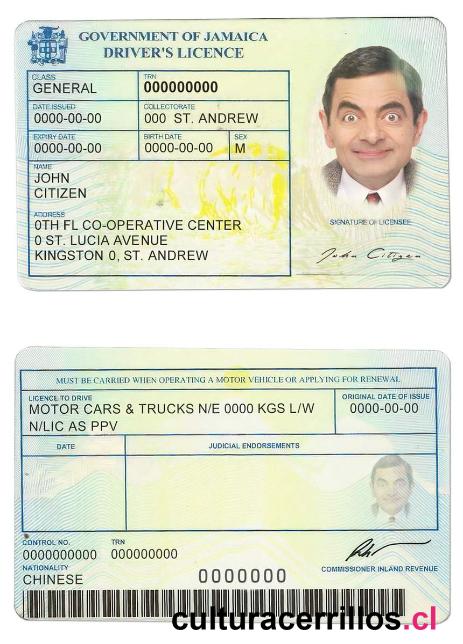 GOVERNMENT OF JAMAICA
DRIVER'S LICENCE
CLASS
GENERAL
TRN
000000000
DATE ISSUED
0000-00-00
COLLECTORATE
000 ST. ANDREW
EXPIRY DATE
0000-00-00
BIRTH DATE
0000-00-00
SEX
M
NAME
JOHN
CITIZEN
ADDRESS
0TH FL CO-OPERATIVE CENTER
0 ST. LUCIA AVENUE
KINGSTON 0, ST. ANDREW
SIGNATURE OF LICENSEE
John Citizen
MUST BE CARRIED WHEN OPERATING A MOTOR VEHICLE OR APPLYING FOR RENEWAL
LICENCE TO DRIVE
MOTOR CARS & TRUCKS N/E 0000 KGS L/W
N/LIC AS PPV
ORIGINAL DATE OF ISSUE
0000-00-00
DATE
JUDICIAL ENDORSEMENTS
CONTROL NO.
0000000000
TRN
000000000
NATIONALITY
CHINESE
0000000
COMMISSIONER INLAND REVENUE
culturacerrillos.cl